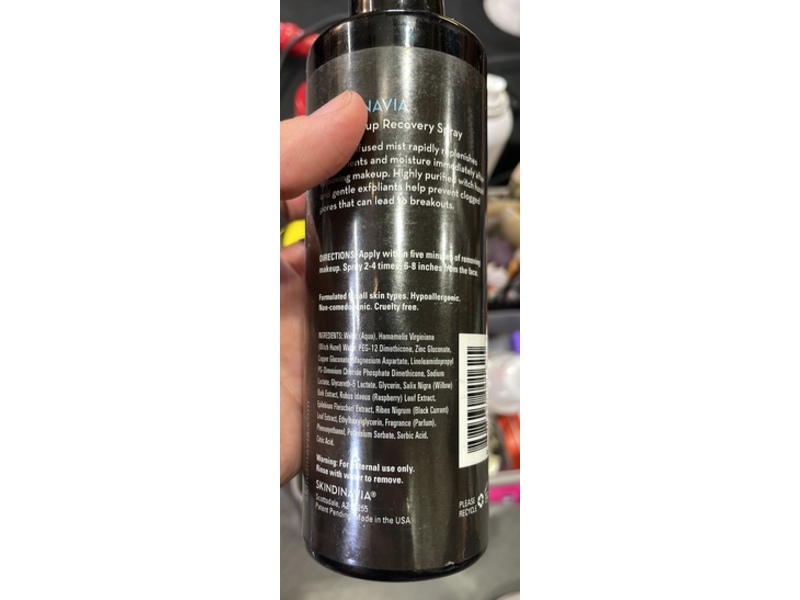 NAVIA
up Recovery Spray
fused mist rapidly replenishes
and moisture immediately
makeup. Highly purified witch
and gentle exfoliants help prevent clogged
pores that can lead to breakouts.
DIRECTIONS: Apply within five minutes of removing
makeup. Spray 2-4 times, 6-8 inches from the face.
Formulated for all skin types. Hypoallergenic.
Non-comedogenic. Cruelty free.
INGREDIENTS: Water (Aqua), Hamamelis Virginiana
(Witch Hazel) Water, PEG-12 Dimethicone, Zinc Gluconate,
Copper Gluconate, Magnesium Aspartate, Linoleamidopropyl
PG-Dimonium Chloride Phosphate Dimethicone, Sodium
Lactate, Glycereth-5 Lactate, Glycerin, Salix Nigra (Willow)
Bark Extract, Rubus Idaeus (Raspberry) Leaf Extract,
Epilobium Fleischeri Extract, Ribes Nigrum (Black Currant)
Leaf Extract, Ethylhexylglycerin, Fragrance (Parfum),
Phenoxyethanol, Potassium Sorbate, Sorbic Acid,
Citric Acid.
Warning: For external use only.
Rinse with water to remove.
SKINDINAVIA®
Scottsdale, AZ
Patent Pending. Made in the USA
PLEASE
RECYCLE